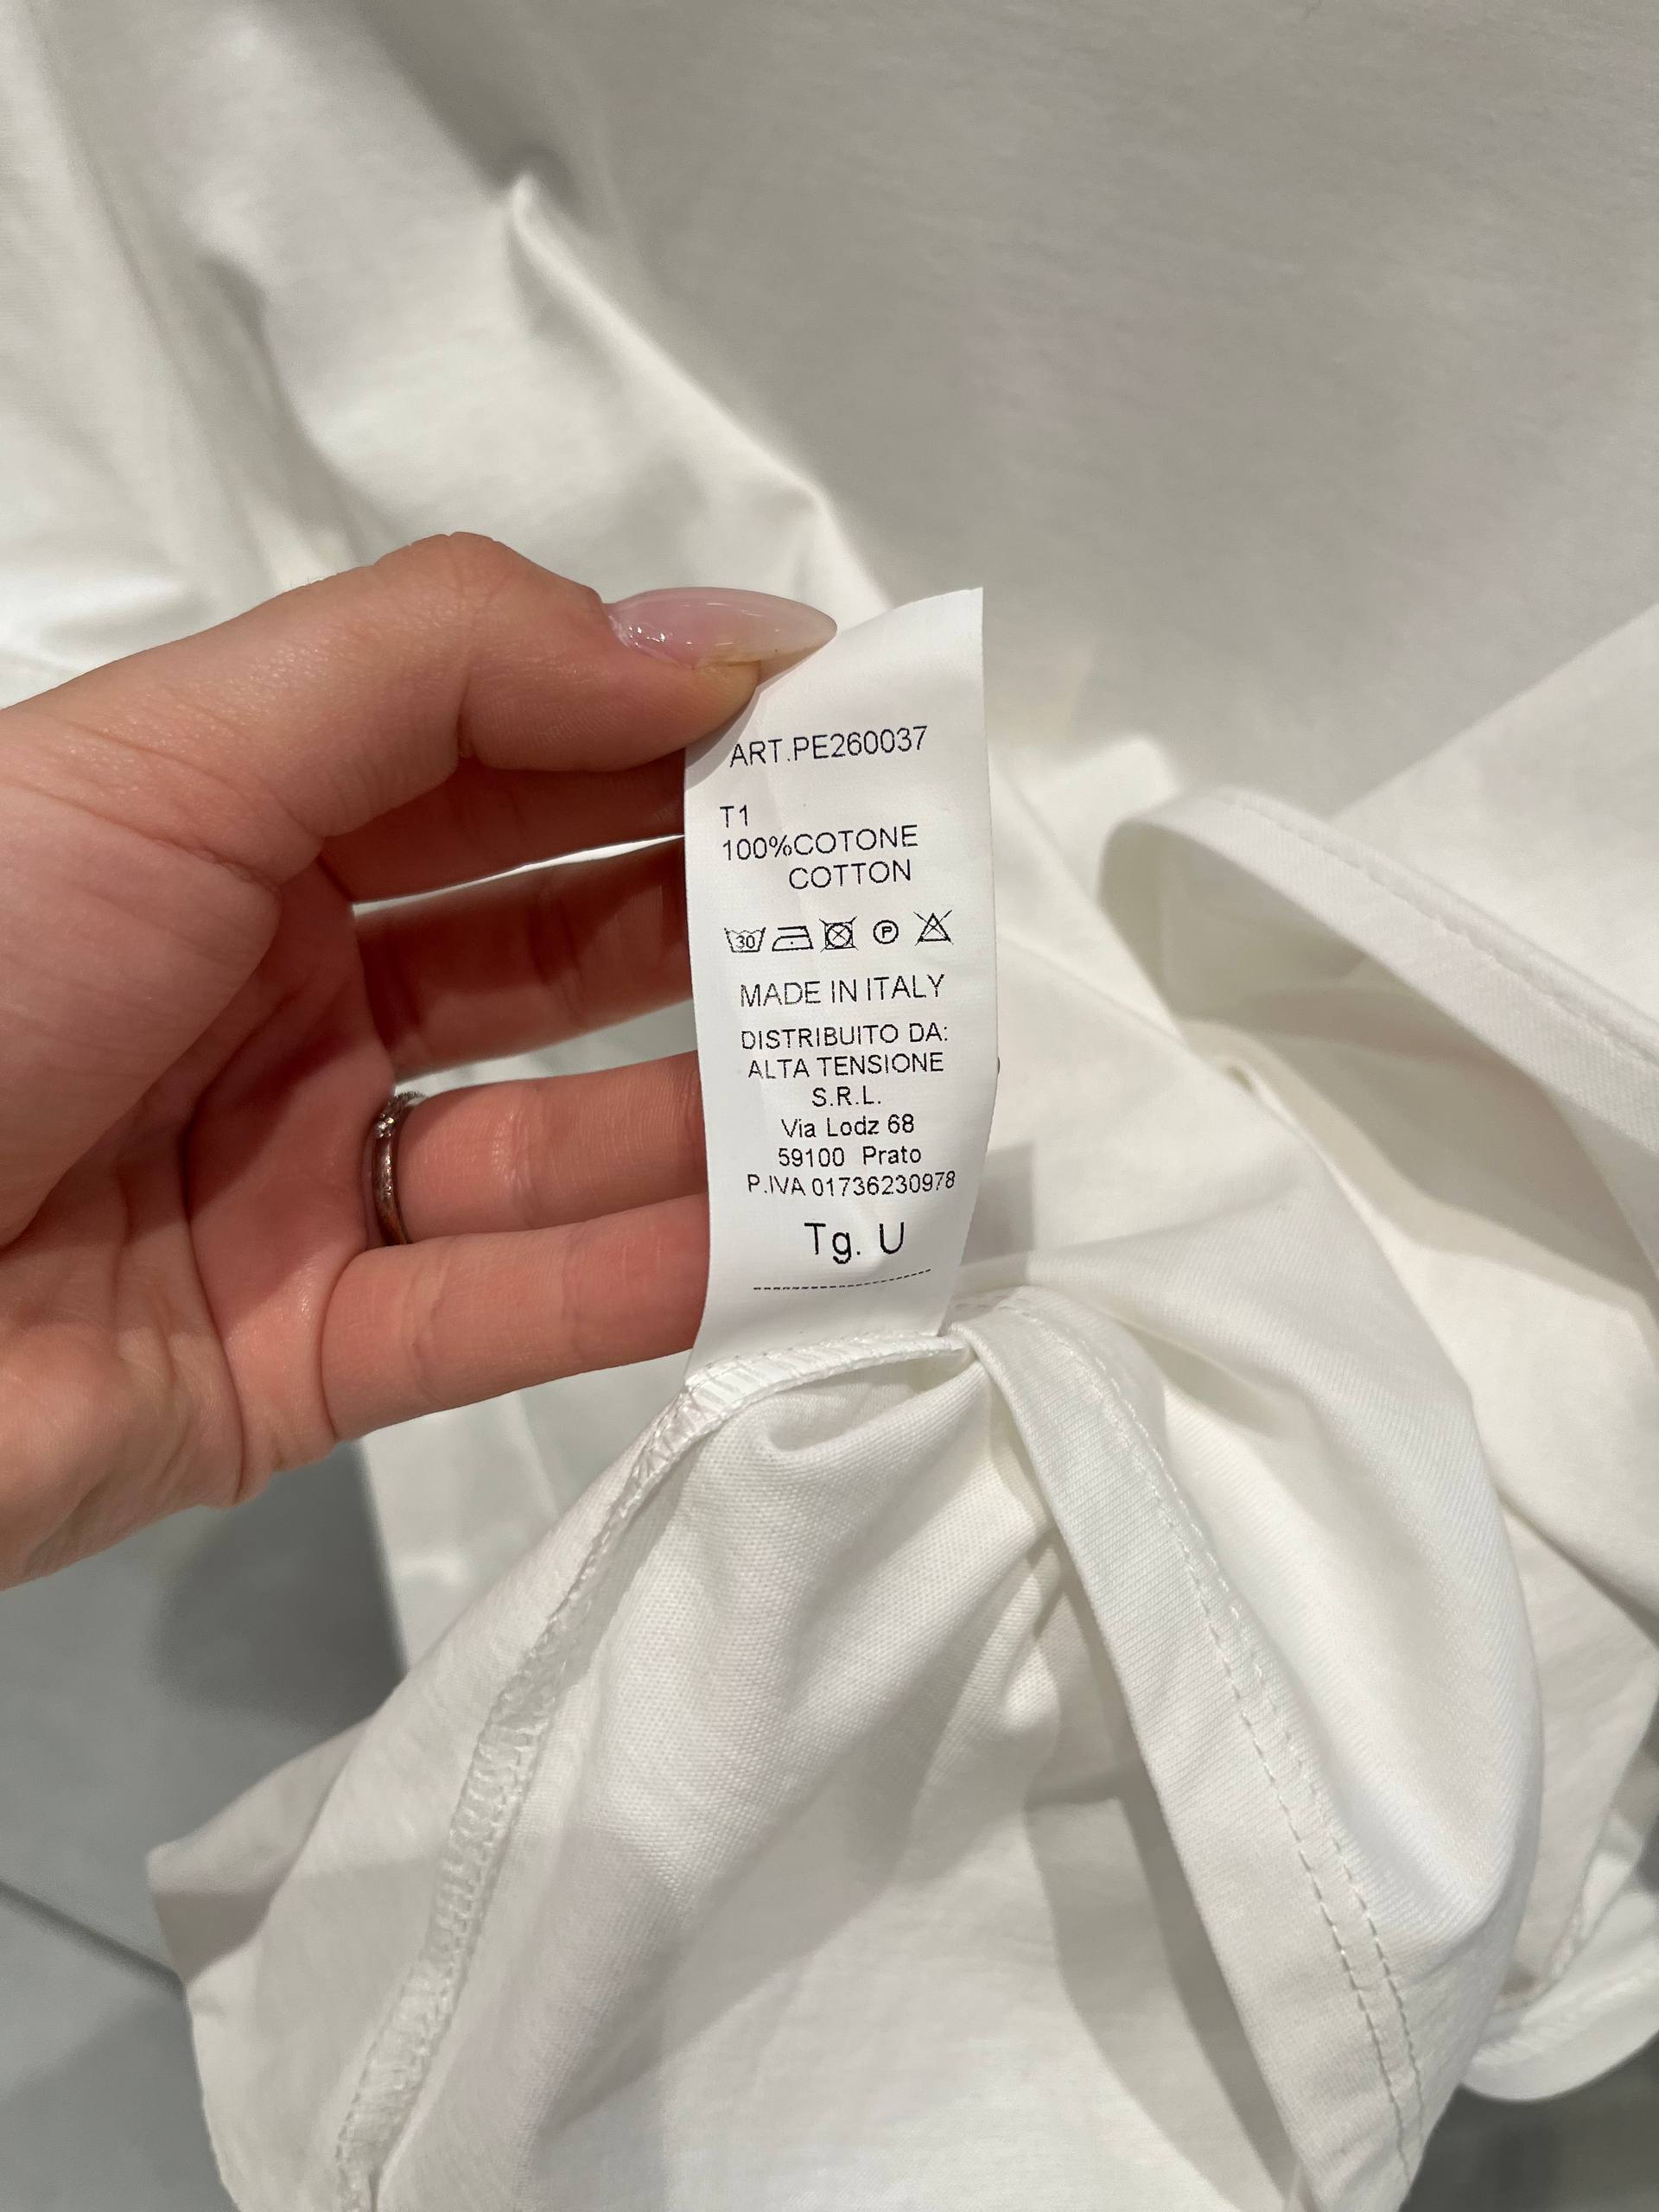 ART.PE260037
T1
100%COTONE
COTTON
30 P
MADE IN ITALY
DISTRIBUITO DA:
ALTA TENSIONE
S.R.L.
Via Lodz 68
59100 Prato
P.IVA 01736230978
Tg. U